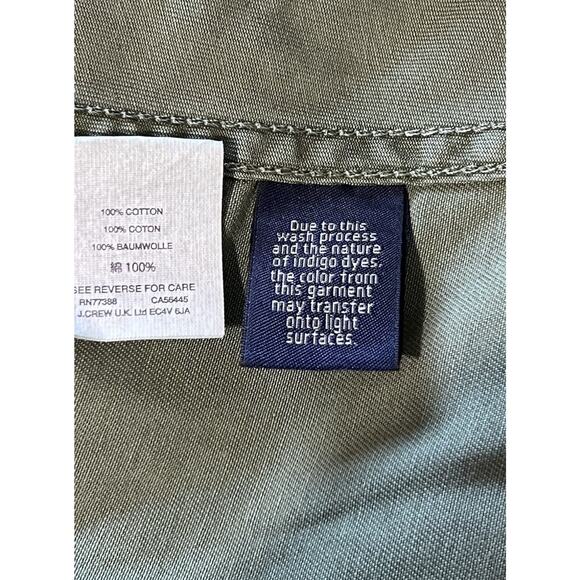 100% COTTON
100% COTON
100% BAUMWOLLE
綿 100%
SEE REVERSE FOR CARE
RN77388 CA56445
J.CREW U.K. Ltd EC4V 6JA
Due to this
wash process
and the nature
of indigo dyes,
the color from
this garment
may transfer
onto light
surfaces.